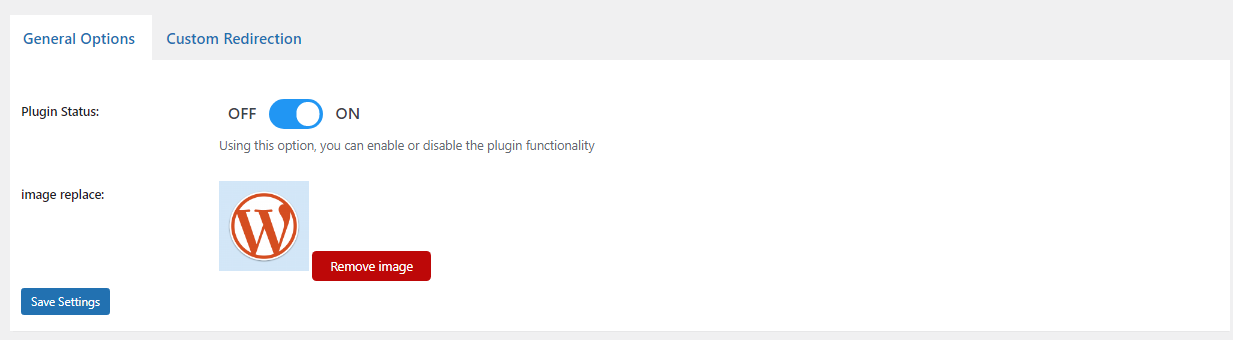 General Options Custom Redirection
Plugin Status: OFF ON
Using this option, you can enable or disable the plugin functionality
image replace:
Remove image
Save Settings